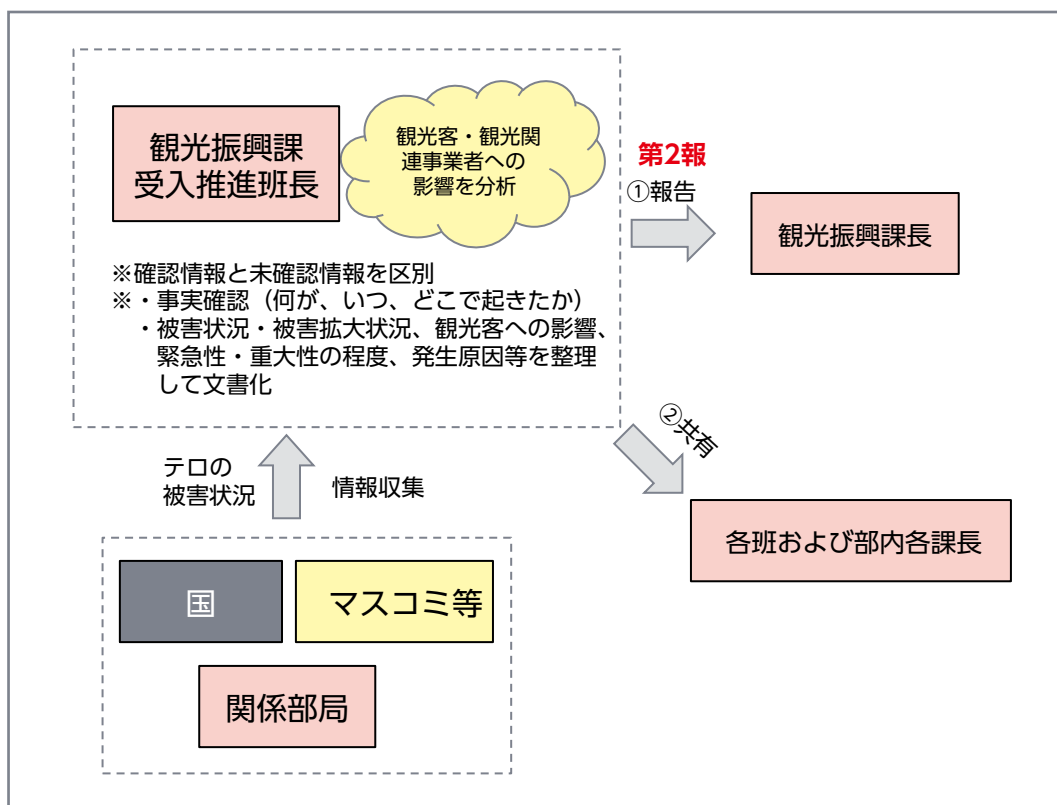 観光振興課
受入推進班長
観光客・観光関
連事業者への
影響を分析
第2報
①報告
観光振興課長
※確認情報と未確認情報を区別
※・事実確認（何が、いつ、どこで起きたか）
・被害状況・被害拡大状況、観光客への影響、
緊急性・重大性の程度、発生原因等を整理
して文書化
②共有
テロの
被害状況
情報収集
各班および部内各課長
国
マスコミ等
関係部局